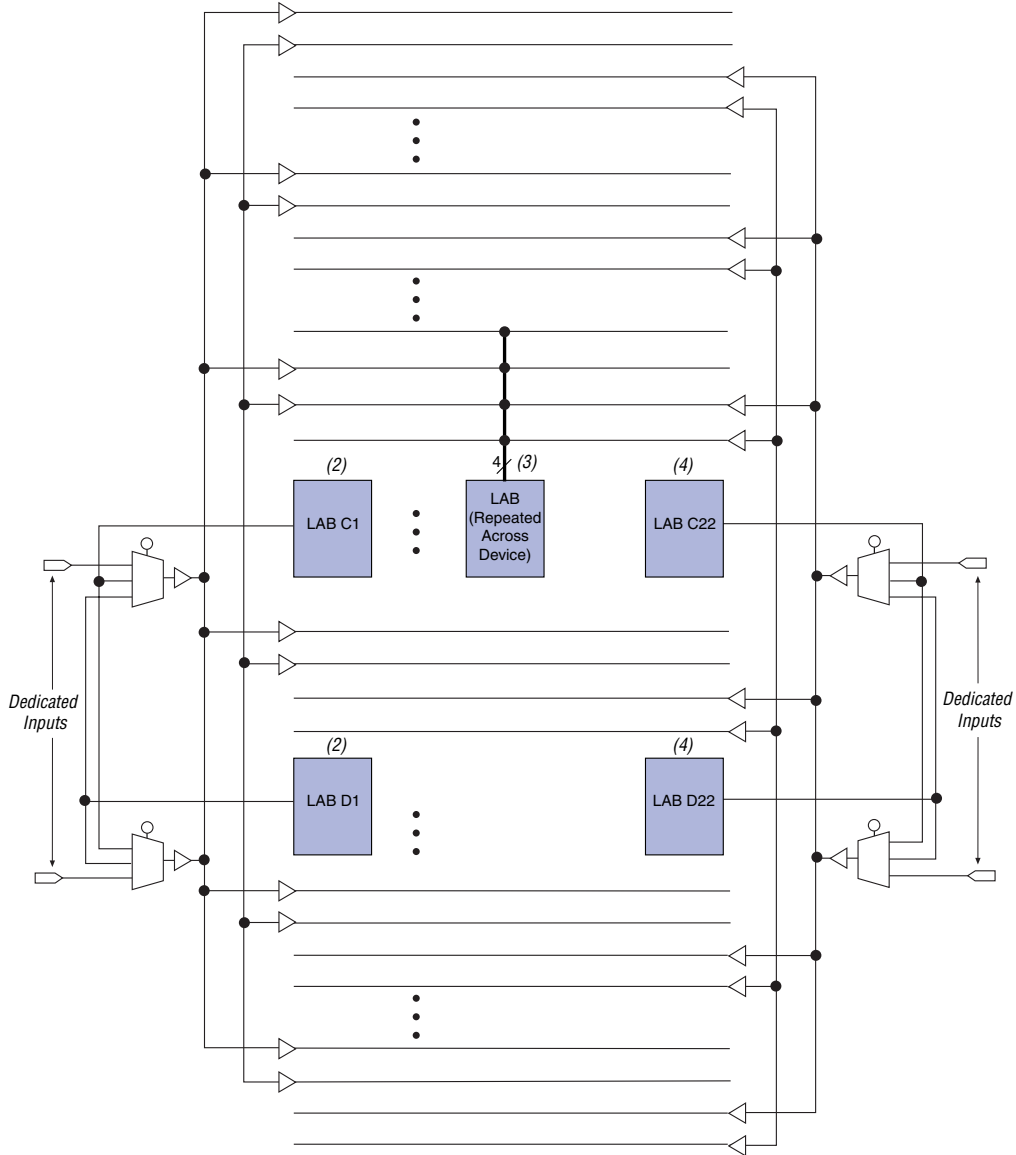 (2)
4
(3)
(4)
LAB C1
LAB
(Repeated
Across
Device)
LAB C22
Dedicated
Inputs
Dedicated
Inputs
(2)
(4)
LAB D1
LAB D22